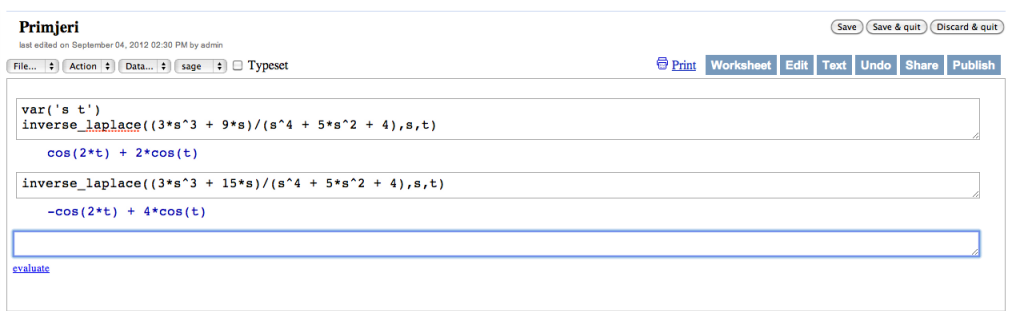 Primjeri
Save Save & quit Discard & quit
last edited on September 04, 2012 02:30 PM by admin
File... Action Data... sage Typeset Print Worksheet Edit Text Undo Share Publish
var('s t')
inverse_laplace((3*s^3 + 9*s)/(s^4 + 5*s^2 + 4),s,t)
cos(2*t) + 2*cos(t)
inverse_laplace((3*s^3 + 15*s)/(s^4 + 5*s^2 + 4),s,t)
-cos(2*t) + 4*cos(t)
evaluate